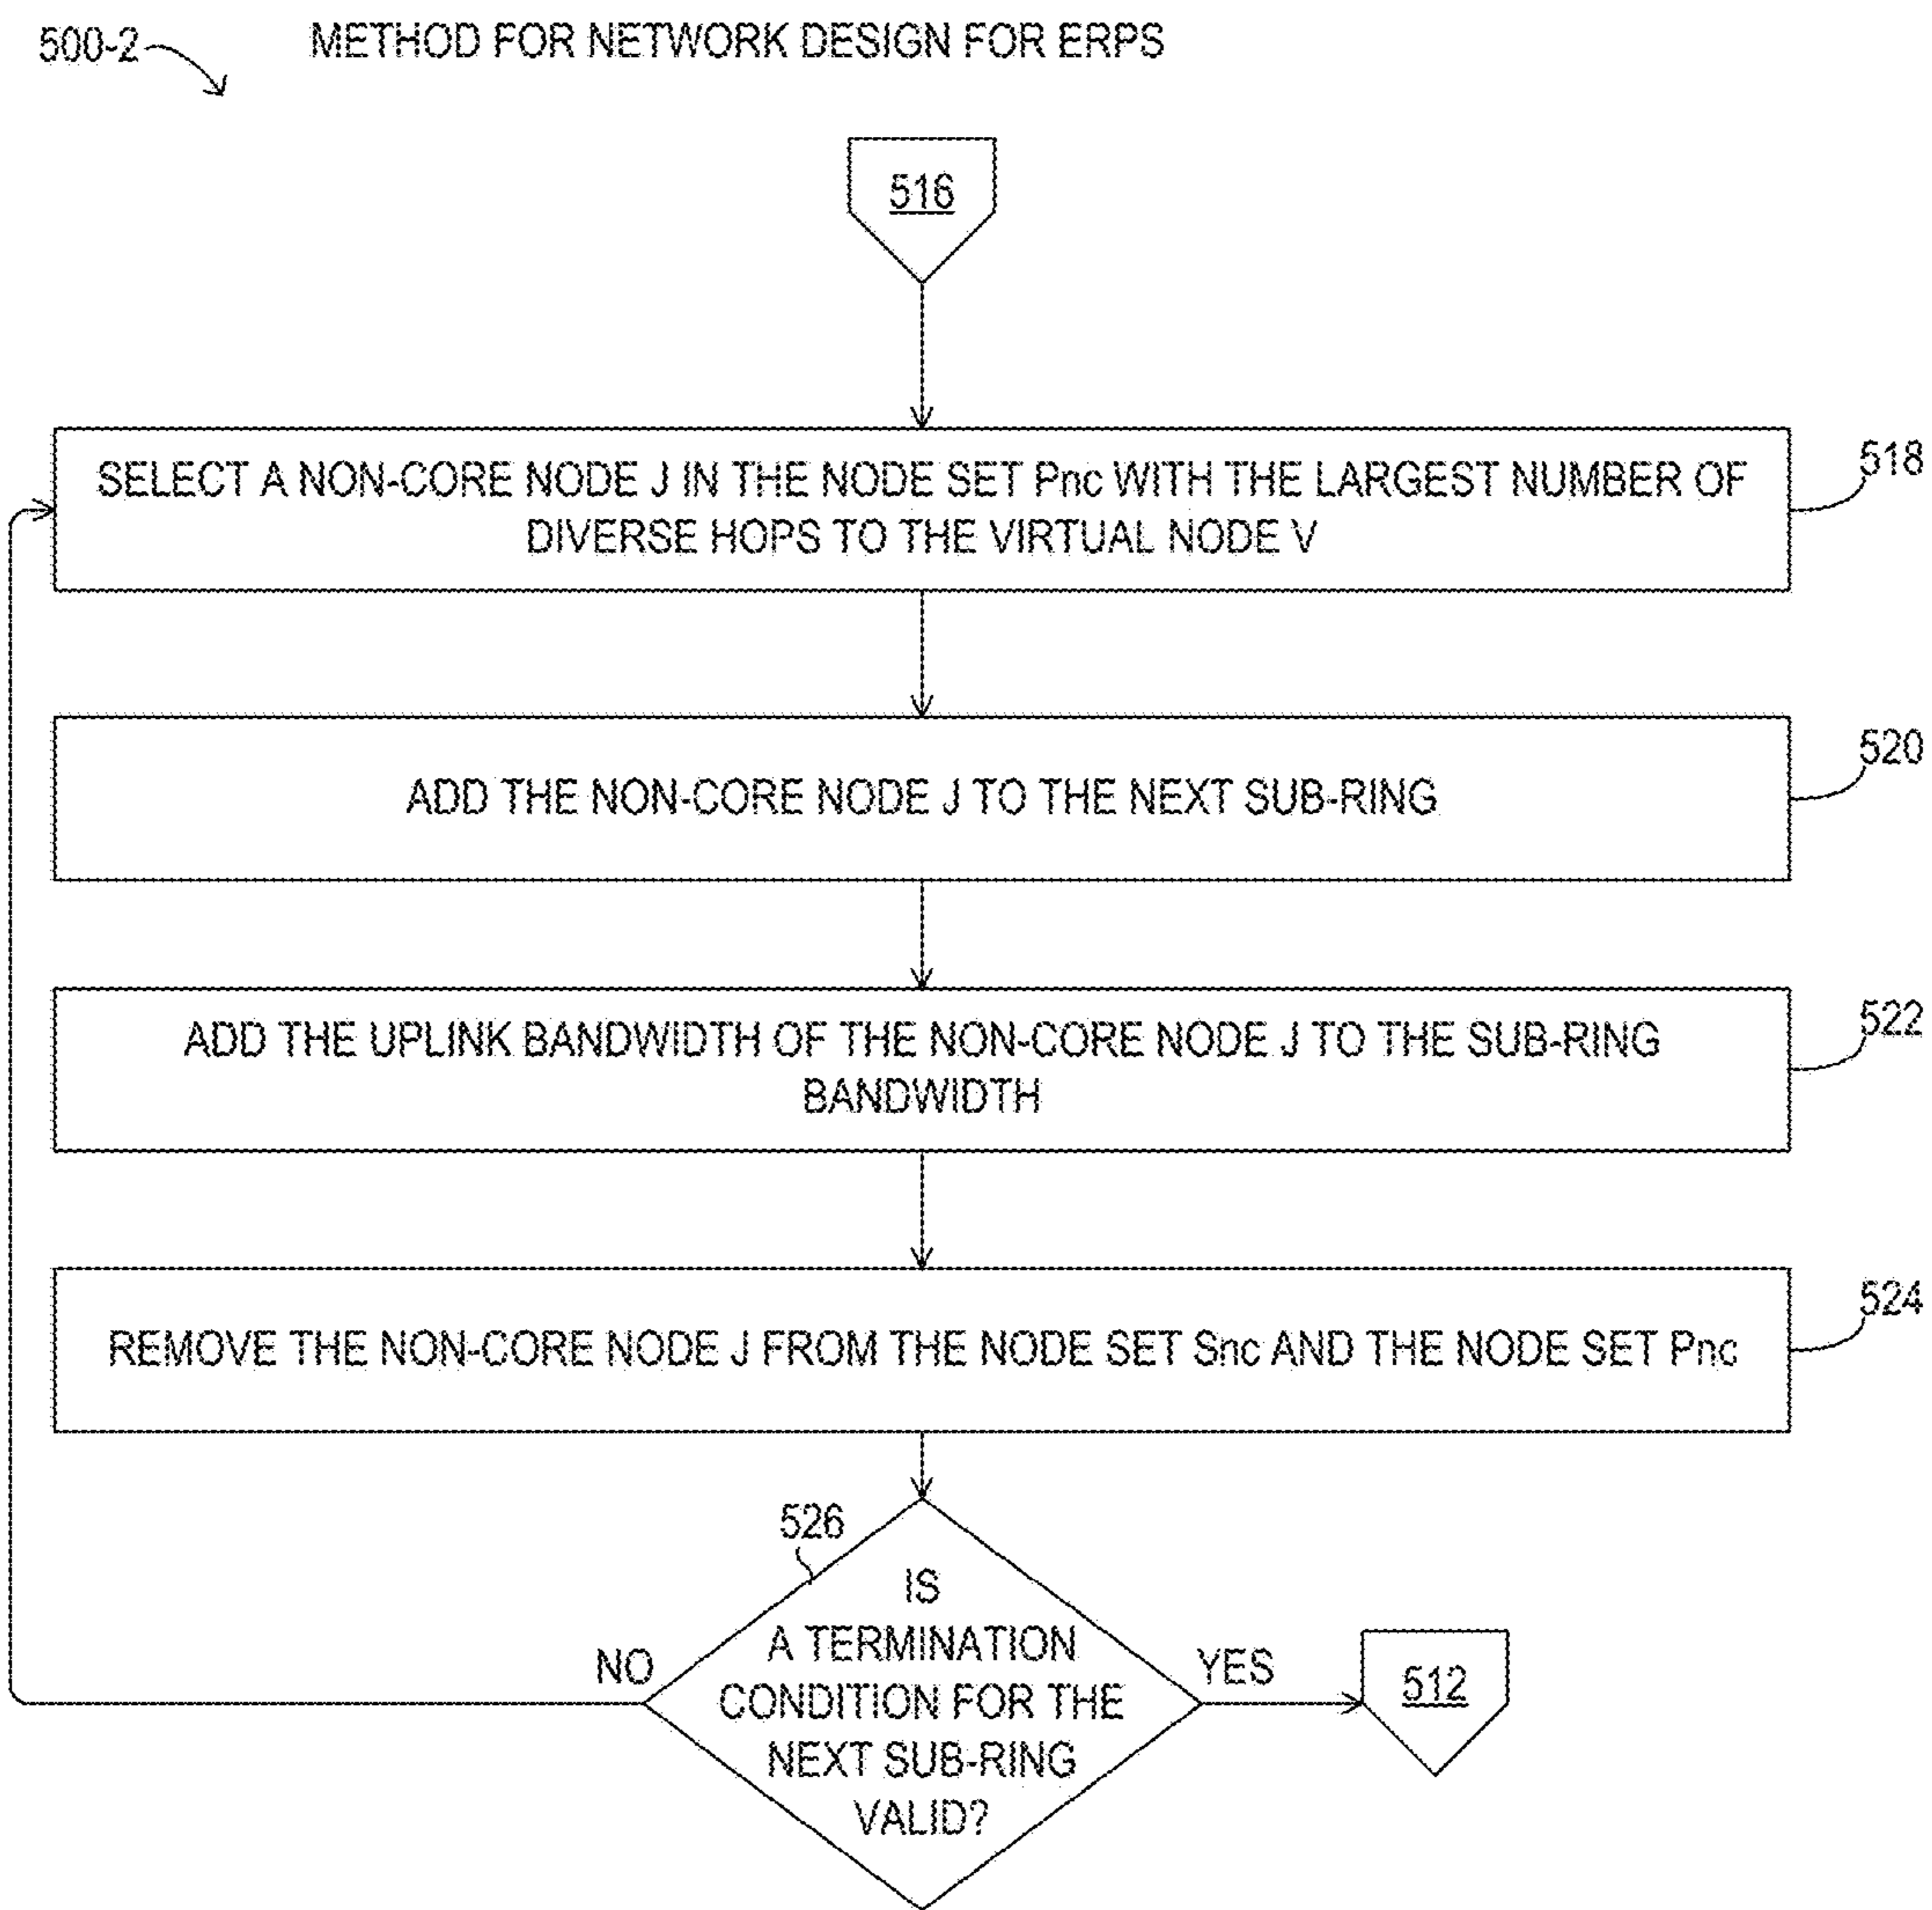 500-2
METHOD FOR NETWORK DESIGN FOR ERPS
516
SELECT A NON-CORE NODE J IN THE NODE SET Pnc WITH THE LARGEST NUMBER OF
DIVERSE HOPS TO THE VIRTUAL NODE V
518
ADD THE NON-CORE NODE J TO THE NEXT SUB-RING
520
ADD THE UPLINK BANDWIDTH OF THE NON-CORE NODE J TO THE SUB-RING
BANDWIDTH
522
REMOVE THE NON-CORE NODE J FROM THE NODE SET Snc AND THE NODE SET Pnc
524
526
IS
A TERMINATION
CONDITION FOR THE
NEXT SUB-RING
VALID?
NO
YES
512